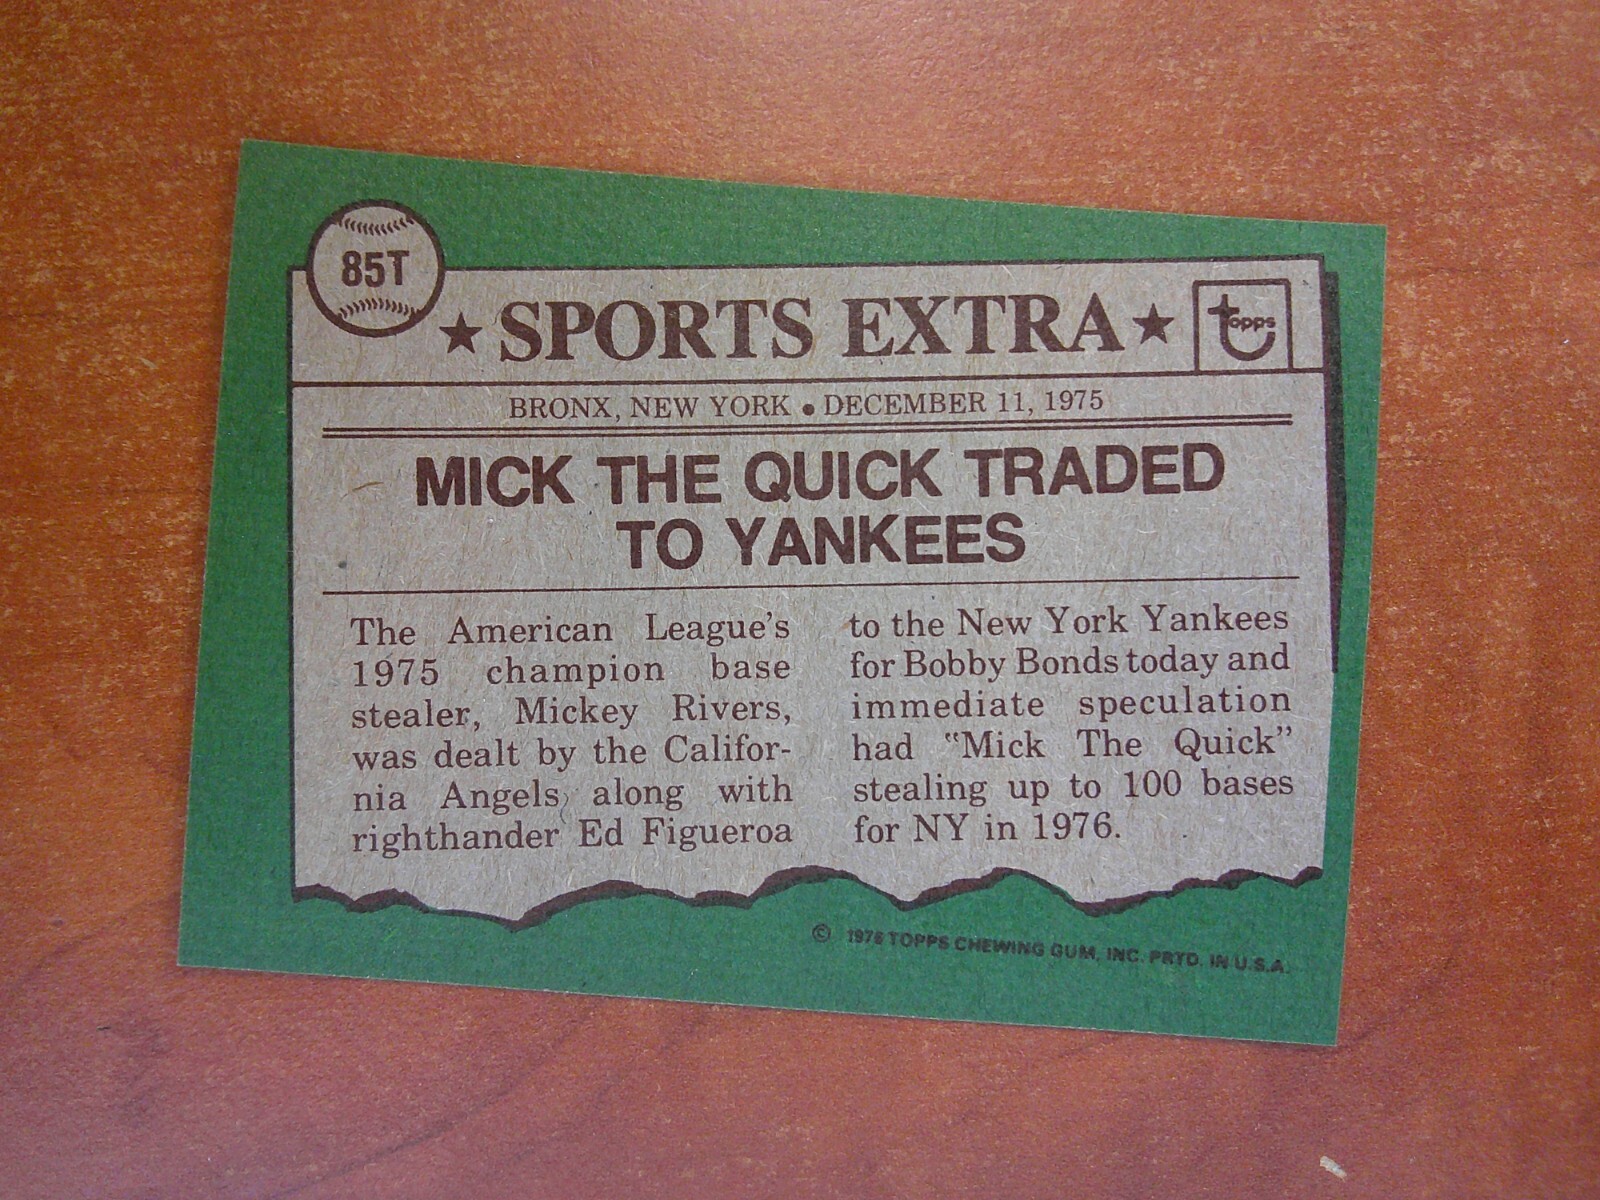 85T
★ SPORTS EXTRA ★
Topps
BRONX, NEW YORK • DECEMBER 11, 1975
MICK THE QUICK TRADED
TO YANKEES
The American League's
1975 champion base
stealer, Mickey Rivers,
was dealt by the Califor-
nia Angels along with
righthander Ed Figueroa
to the New York Yankees
for Bobby Bonds today and
immediate speculation
had "Mick The Quick"
stealing up to 100 bases
for NY in 1976.
© 1976 TOPPS CHEWING GUM, INC. PRTD. IN U.S.A.